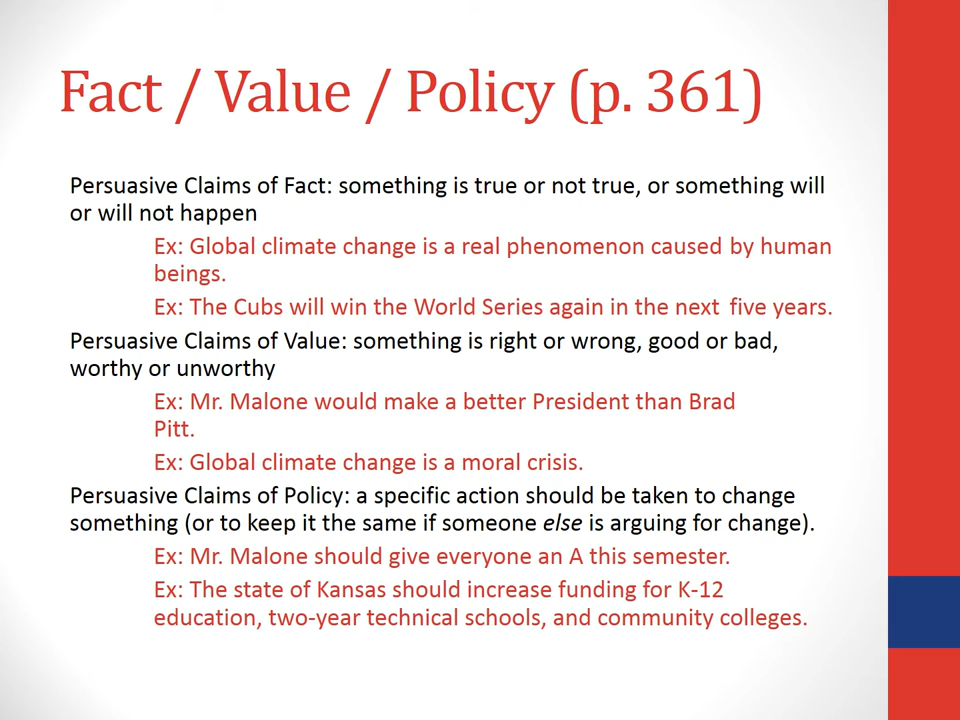 Fact / Value / Policy (p. 361)
Persuasive Claims of Fact: something is true or not true, or something will
or will not happen
Ex: Global climate change is a real phenomenon caused by human
beings.
Ex: The Cubs will win the World Series again in the next five years.
Persuasive Claims of Value: something is right or wrong, good or bad,
worthy or unworthy
Ex: Mr. Malone would make a better President than Brad
Pitt.
Ex: Global climate change is a moral crisis.
Persuasive Claims of Policy: a specific action should be taken to change
something (or to keep it the same if someone else is arguing for change).
Ex: Mr. Malone should give everyone an A this semester.
Ex: The state of Kansas should increase funding for K-12
education, two-year technical schools, and community colleges.